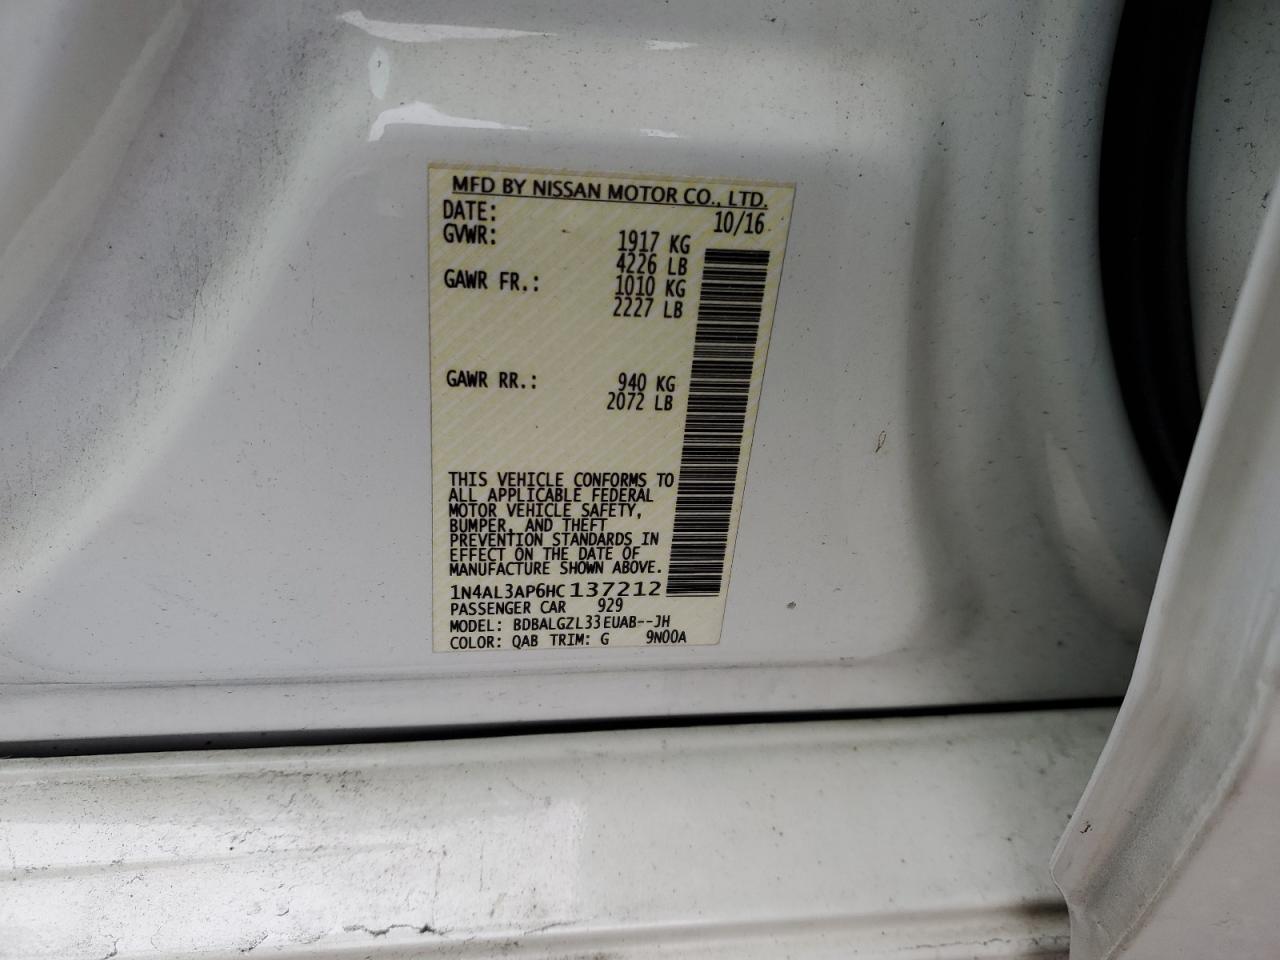 MFD BY NISSAN MOTOR CO., LTD.
DATE: 10/16
GVWR: 1917 KG
4226 LB
GAWR FR.: 1010 KG
2227 LB
GAWR RR.: 940 KG
2072 LB
THIS VEHICLE CONFORMS TO
ALL APPLICABLE FEDERAL
MOTOR VEHICLE SAFETY,
BUMPER, AND THEFT
PREVENTION STANDARDS IN
EFFECT ON THE DATE OF
MANUFACTURE SHOWN ABOVE.
1N4AL3AP6HC137212
PASSENGER CAR 929
MODEL: BDBALGZL33EUAB--JH
COLOR: QAB TRIM: G 9N00A